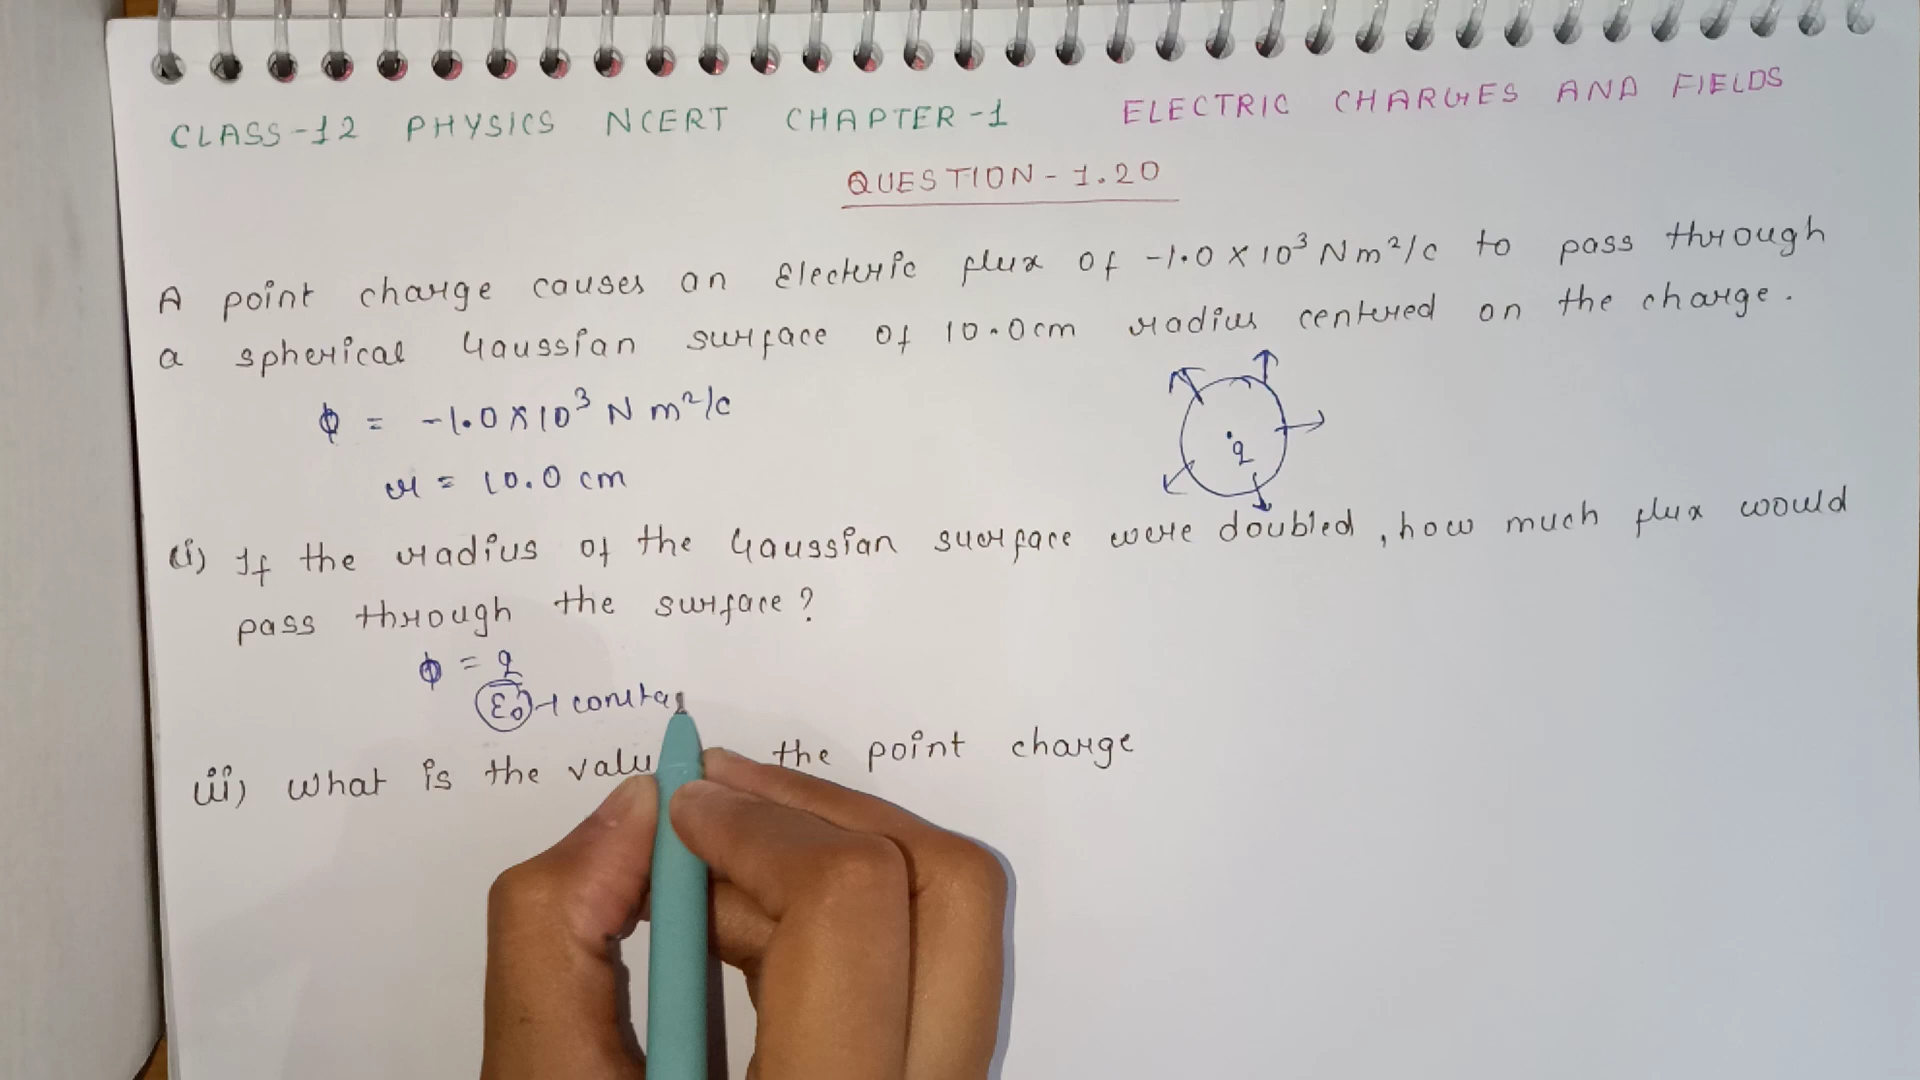 CLASS-12 PHYSICS NCERT CHAPTER-1 ELECTRIC CHARGES AND FIELDS
QUESTION-1.20
A point charge causes an Electric flux of -1.0 × 10³ Nm²/c to pass through
a spherical Gaussian surface of 10.0cm radius centered on the charge.
ϕ = -1.0×10³ N m²/c
r = 10.0 cm
q
(i) If the radius of the Gaussian surface were doubled, how much flux would
pass through the surface?
ϕ = q
ε₀ → consta
(ii) What is the valu the point charge